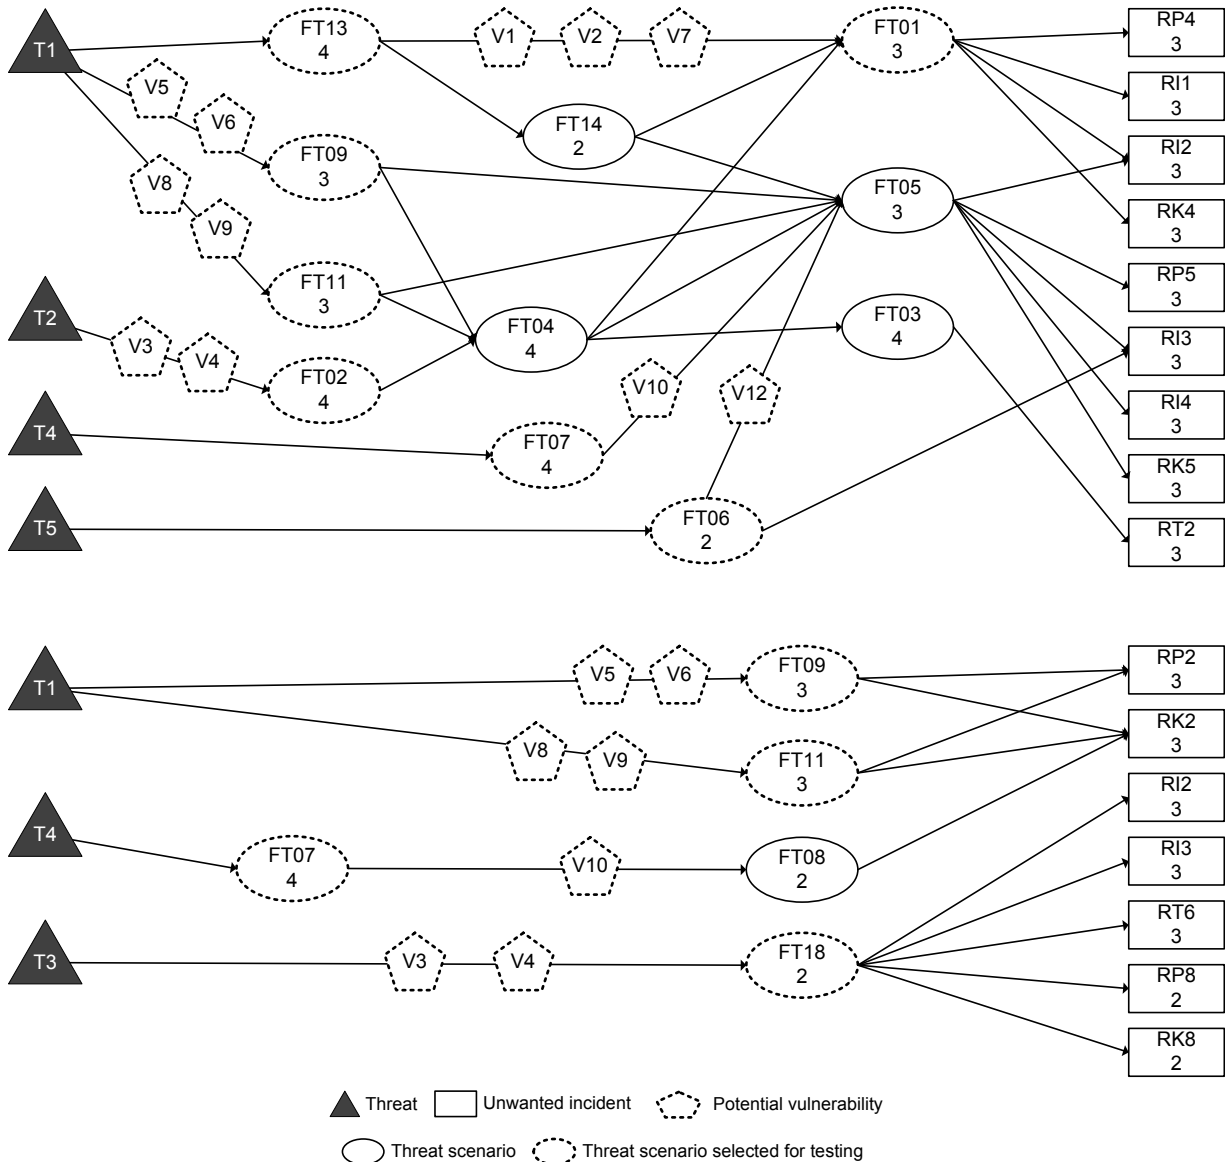 T1
FT13
4
V1
V2
V7
FT01
3
RP4
3
V5
V6
RI1
3
FT14
2
RI2
3
FT09
3
V8
V9
FT05
3
RK4
3
FT11
3
RP5
3
T2
V3
V4
FT04
4
FT03
4
RI3
3
FT02
4
V10
V12
RI4
3
T4
FT07
4
RK5
3
T5
FT06
2
RT2
3
T1
V5
V6
FT09
3
RP2
3
V8
V9
FT11
3
RK2
3
RI2
3
T4
FT07
4
V10
FT08
2
RI3
3
RT6
3
T3
V3
V4
FT18
2
RP8
2
RK8
2
Threat
Unwanted incident
Potential vulnerability
Threat scenario
Threat scenario selected for testing